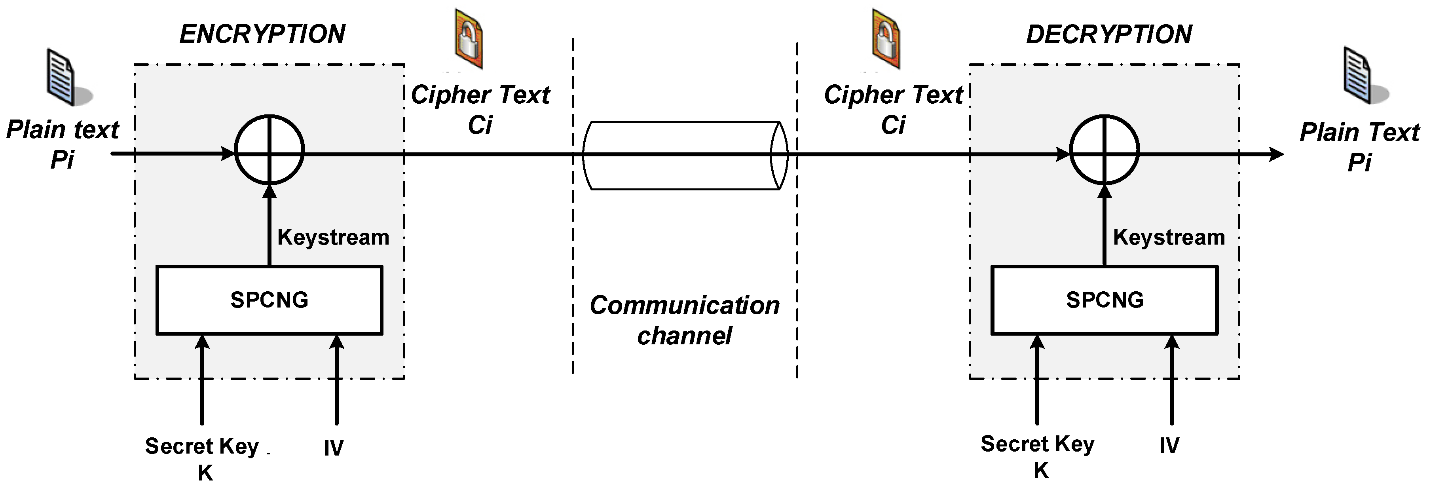 ENCRYPTION
DECRYPTION
Plain text
Pi
Cipher Text
Ci
Cipher Text
Ci
Plain Text
Pi
Keystream
Keystream
SPCNG
Communication
channel
SPCNG
Secret Key
K
IV
Secret Key
K
IV